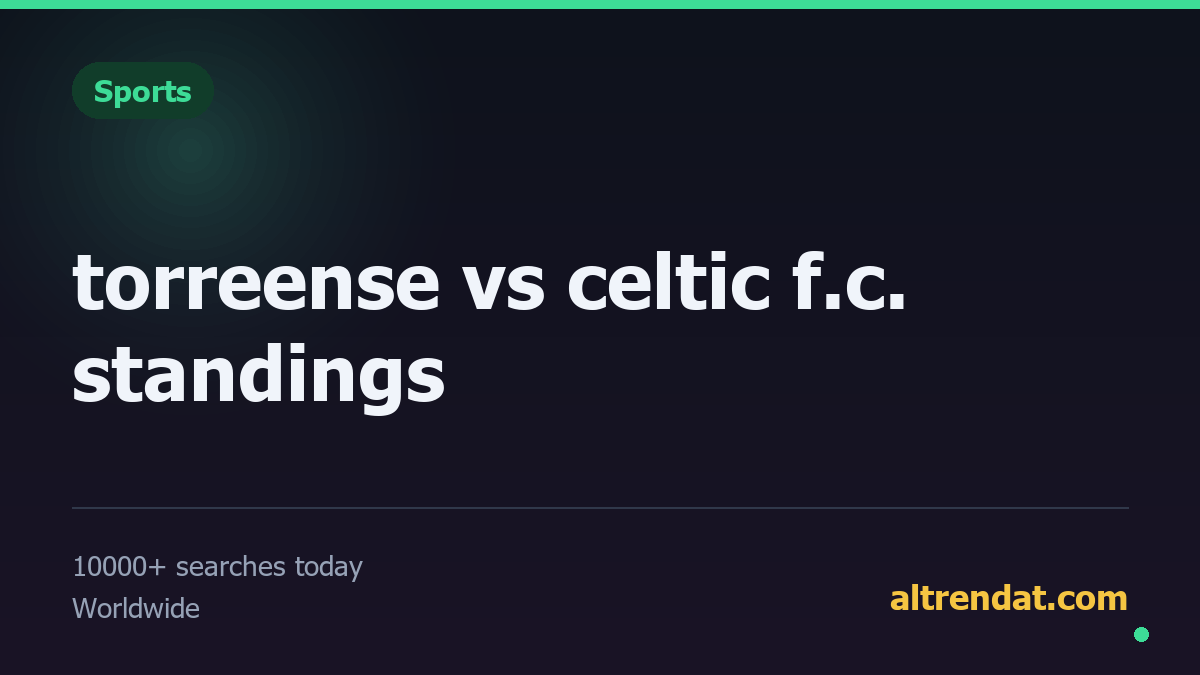 Sports
torreense vs celtic f.c.
standings
10000+ searches today
Worldwide
altrendat.com